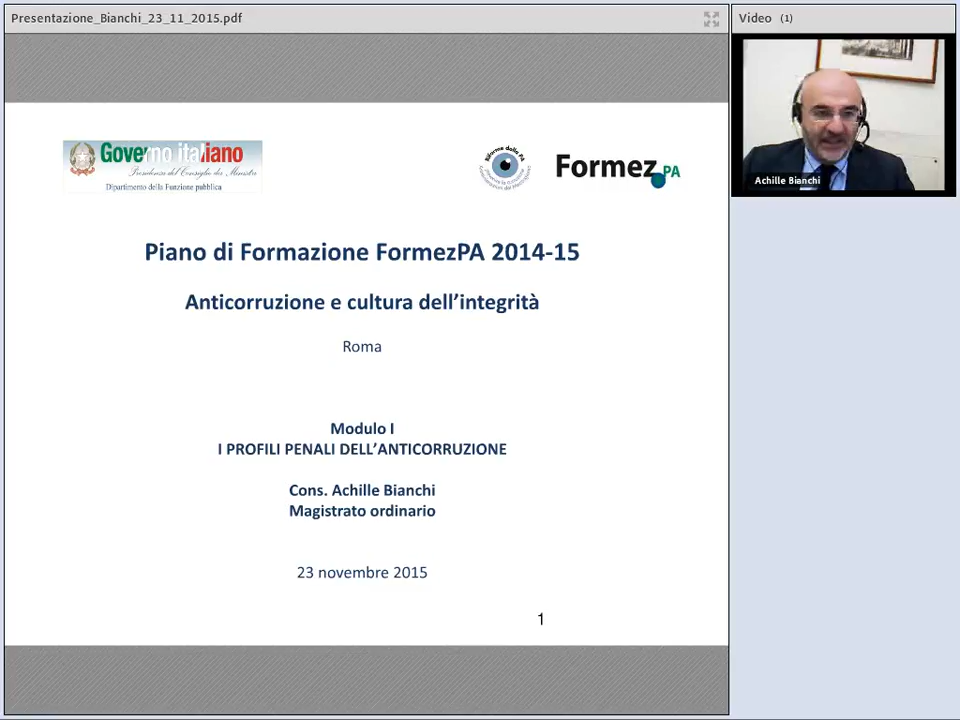 Presentazione_Bianchi_23_11_2015.pdf
Video (1)
Achille Bianchi
Governo italiano
Presidenza del Consiglio dei Ministri
Dipartimento della Funzione pubblica
Formez PA
Piano di Formazione FormezPA 2014-15
Anticorruzione e cultura dell’integrità
Roma
Modulo I
I PROFILI PENALI DELL’ANTICORRUZIONE
Cons. Achille Bianchi
Magistrato ordinario
23 novembre 2015
1